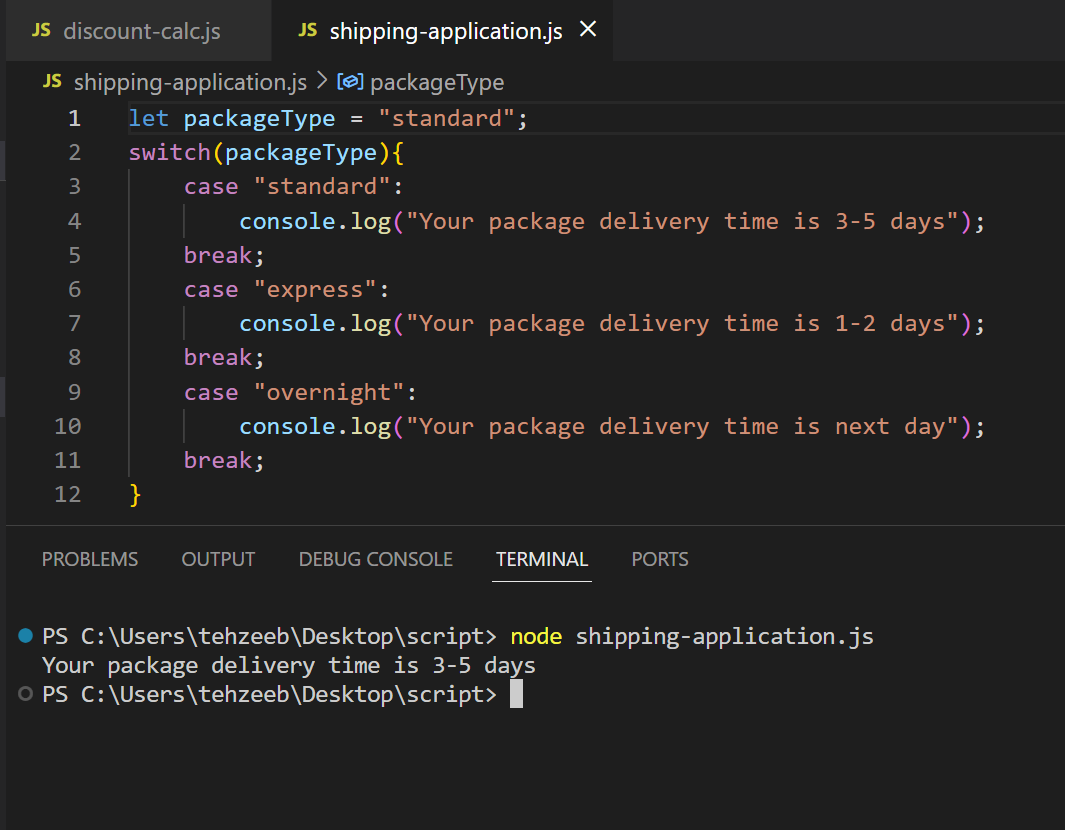 JS discount-calc.js JS shipping-application.js
JS shipping-application.js > packageType
1 let packageType = "standard";
2 switch(packageType){
3 case "standard":
4 console.log("Your package delivery time is 3-5 days");
5 break;
6 case "express":
7 console.log("Your package delivery time is 1-2 days");
8 break;
9 case "overnight":
10 console.log("Your package delivery time is next day");
11 break;
12 }
PROBLEMS OUTPUT DEBUG CONSOLE TERMINAL PORTS
PS C:\Users\tehzeeb\Desktop\script> node shipping-application.js
Your package delivery time is 3-5 days
PS C:\Users\tehzeeb\Desktop\script>